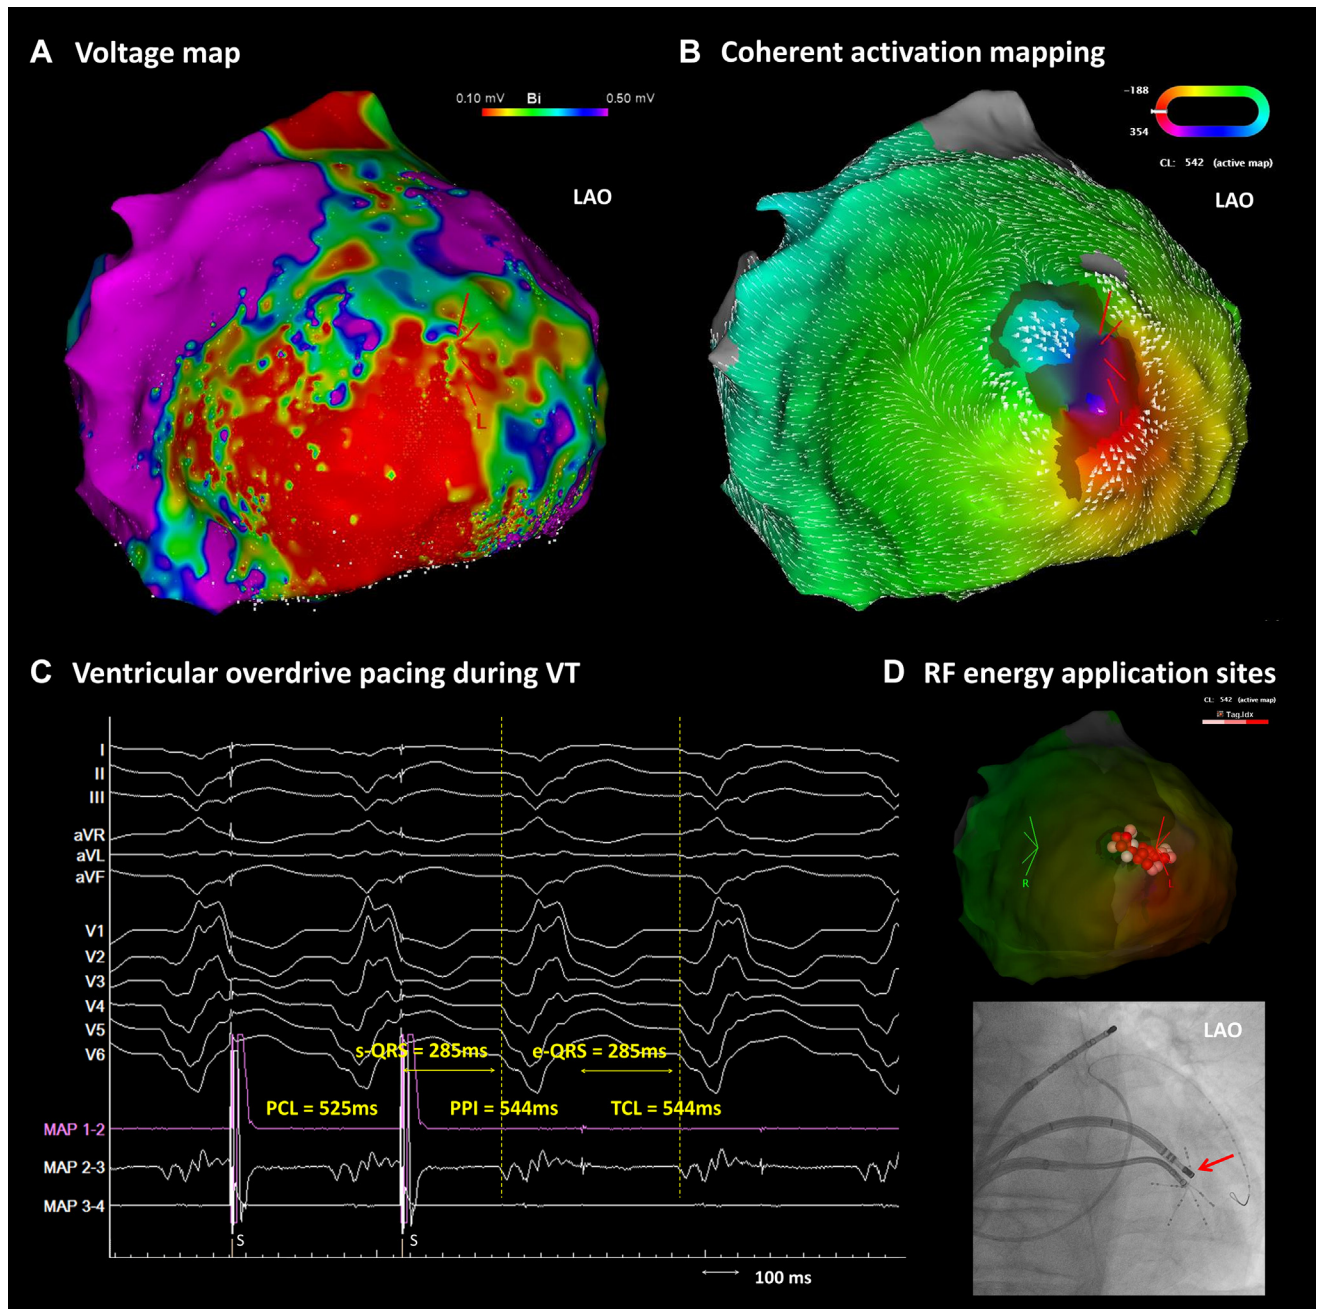 A Voltage map
0.10 mV Bi 0.50 mV
LAO
L
B Coherent activation mapping
-188
354
CL: 542 (active map)
LAO
C Ventricular overdrive pacing during VT
I
II
III
aVR
aVL
aVF
V1
V2
V3
V4
V5
V6
s-QRS = 285ms e-QRS = 285ms
PCL = 525ms PPI = 544ms TCL = 544ms
MAP 1-2
MAP 2-3
MAP 3-4
S S
100 ms
D RF energy application sites
CL: 542 (active map)
Tag.Idx
R L
LAO